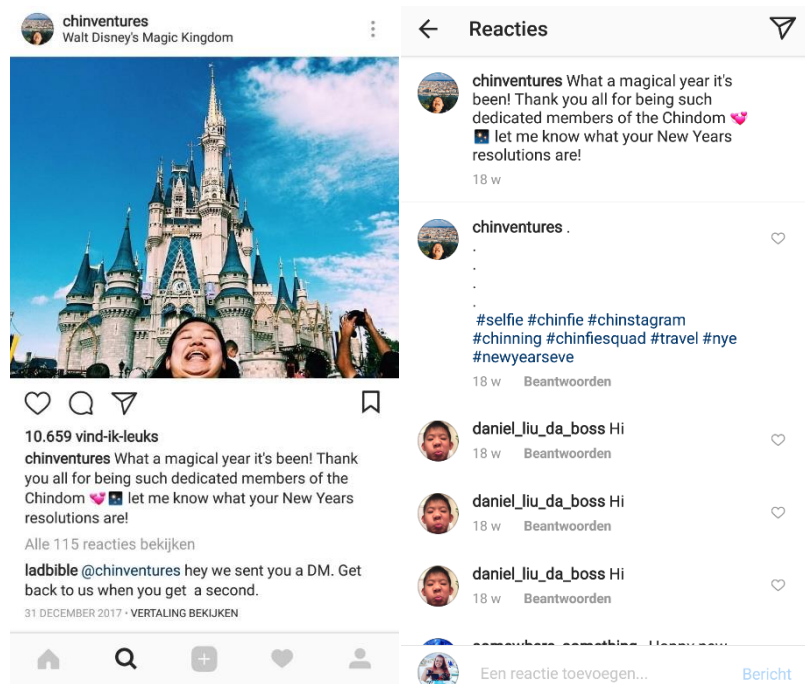 chinventures
Walt Disney's Magic Kingdom
10.659 vind-ik-leuks
chinventures What a magical year it's been! Thank
you all for being such dedicated members of the
Chindom 💕 🎆 let me know what your New Years
resolutions are!
Alle 115 reacties bekijken
ladbible @chinventures hey we sent you a DM. Get
back to us when you get a second.
31 DECEMBER 2017 • VERTALING BEKIJKEN
Reacties
chinventures What a magical year it's
been! Thank you all for being such
dedicated members of the Chindom 💕
🎆 let me know what your New Years
resolutions are!
18 w
chinventures .
.
.
.
.
#selfie #chinfie #chinstagram
#chinning #chinfiesquad #travel #nye
#newyearseve
18 w Beantwoorden
daniel_liu_da_boss Hi
18 w Beantwoorden
daniel_liu_da_boss Hi
18 w Beantwoorden
daniel_liu_da_boss Hi
18 w Beantwoorden
somewhere_something Happy new
Een reactie toevoegen... Bericht